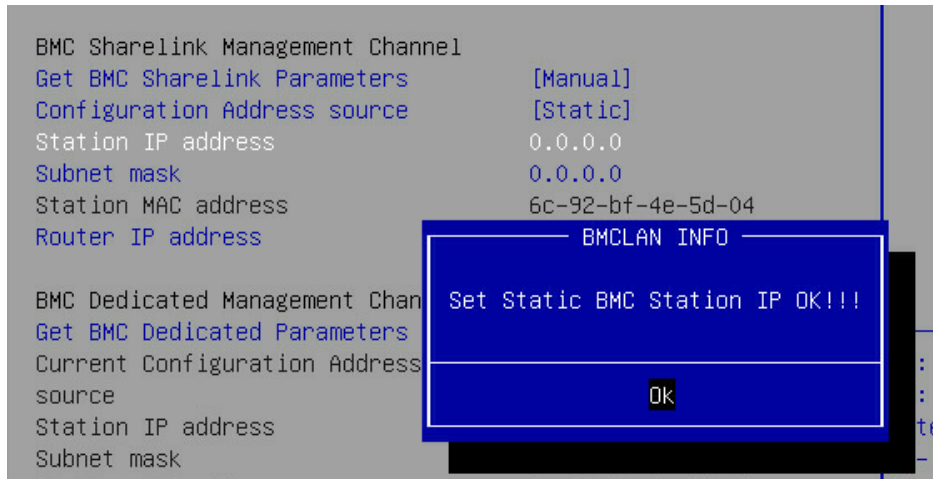 BMC Sharelink Management Channel
Get BMC Sharelink Parameters [Manual]
Configuration Address source [Static]
Station IP address 0.0.0.0
Subnet mask 0.0.0.0
Station MAC address 6c-92-bf-4e-5d-04
Router IP address
BMCLAN INFO
BMC Dedicated Management Chan
Set Static BMC Station IP OK!!!
Get BMC Dedicated Parameters
Current Configuration Address
source
Ok
Station IP address
Subnet mask